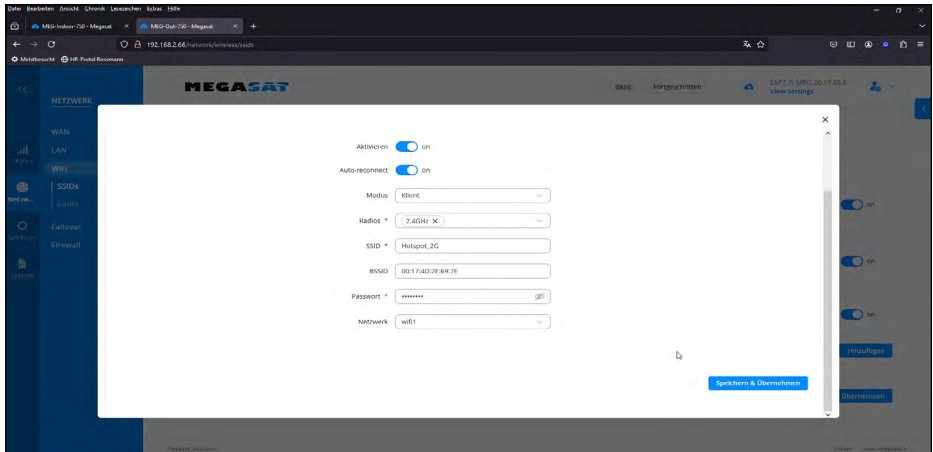 Datei Bearbeiten Ansicht Chronik Lesezeichen Extras Hilfe
MEG-Indoor-750 - Megasat
MEG-Out-750 - Megasat
192.168.2.66/network/wireless/ssids
Meistbesucht HR-Portal Rossmann
MEGASAT
Basic Fortgeschritten
View settings
NETZWERK
WAN
LAN
WiFi
SSIDs
Radio
Failover
Firewall
Netzw...
Aktivieren on
Auto-reconnect on
Modus Klient
Radios * 2.4GHz ×
SSID * Hotspot_2G
BSSID 00:17:4D:2E:69:7E
Passwort * ••••••••
Netzwerk wifi1
Speichern & Übernehmen
on
on
on
Hinzufügen
Übernehmen